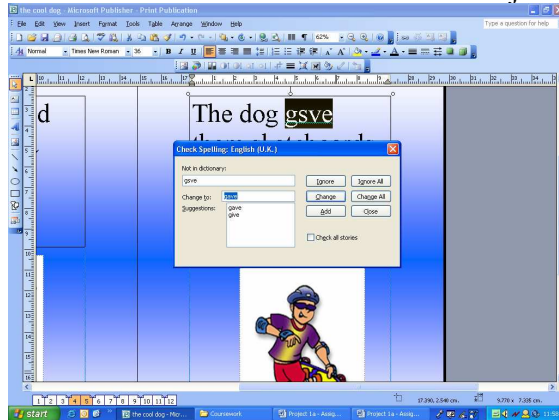 the cool dog - Microsoft Publisher - Print Publication
File Edit View Insert Format Tools Table Arrange Window Help
Type a question for help
62%
Normal Times New Roman 36 B I U
d
The dog gsve
Check Spelling: English (U.K.)
Not in dictionary:
gsve
Ignore Ignore All
Change to: gsve
Change Change All
Suggestions: gave
give
Add Close
Check all stories
1 2 3 4 5 6 7 8 9 10 11 12
17.290, 2.540 cm. 9.770 x 7.335 cm.
start the cool dog - Micr... Coursework Project 1a - Assig... Project 1a - Assig...